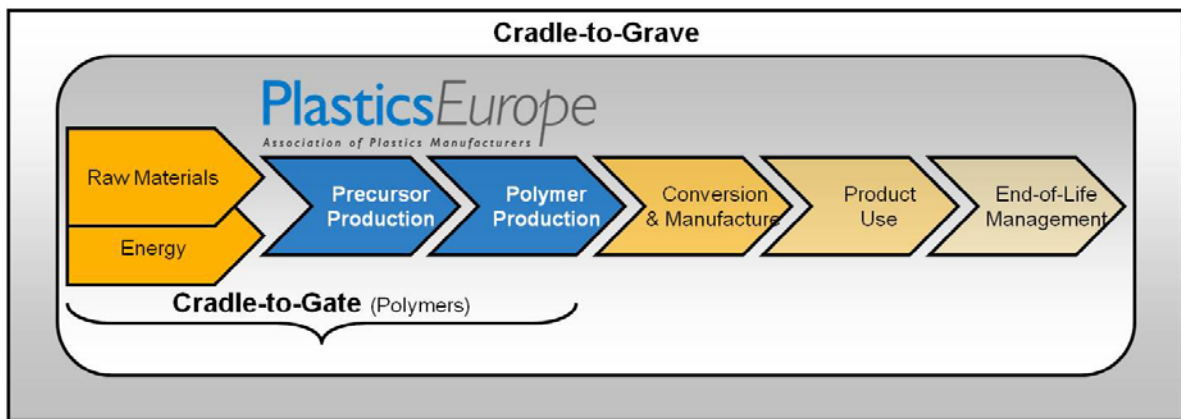 Cradle-to-Grave
PlasticsEurope
Association of Plastics Manufacturers
Raw Materials
Energy
Precursor
Production
Polymer
Production
Conversion
& Manufacture
Product
Use
End-of-Life
Management
Cradle-to-Gate (Polymers)